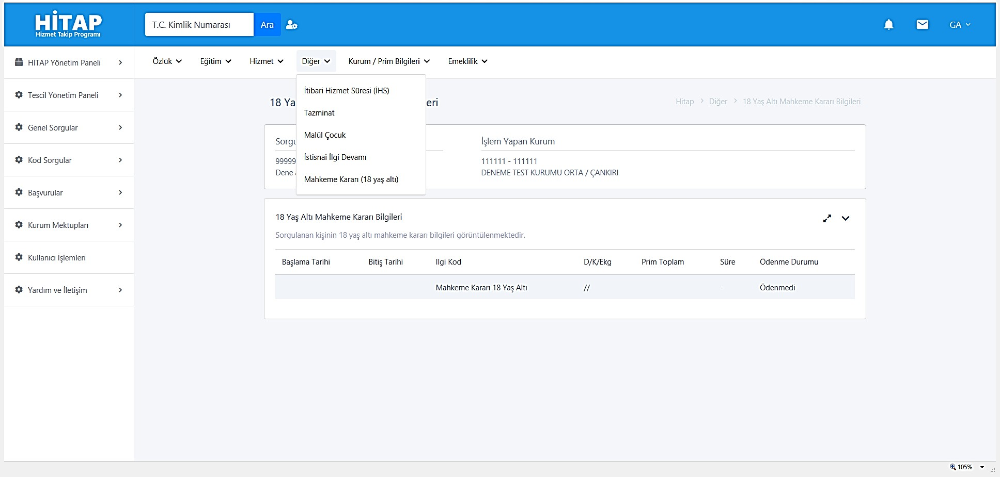 HİTAP
Hizmet Takip Programı
T.C. Kimlik Numarası
Ara
GA
HİTAP Yönetim Paneli
Tescil Yönetim Paneli
Genel Sorgular
Kod Sorgular
Başvurular
Kurum Mektupları
Kullanıcı İşlemleri
Yardım ve İletişim
Özlük
Eğitim
Hizmet
Diğer
Kurum / Prim Bilgileri
Emeklilik
İtibari Hizmet Süresi (İHS)
Tazminat
Malül Çocuk
İstisnai İlgi Devamı
Mahkeme Kararı (18 yaş altı)
18 Ya
eri
Hitap > Diğer > 18 Yaş Altı Mahkeme Kararı Bilgileri
Sorgu
99999
Dene
İşlem Yapan Kurum
111111 - 111111
DENEME TEST KURUMU ORTA / ÇANKIRI
18 Yaş Altı Mahkeme Kararı Bilgileri
Sorgulanan kişinin 18 yaş altı mahkeme kararı bilgileri görüntülenmektedir.
Başlama Tarihi Bitiş Tarihi Ilgi Kod D/K/Ekg Prim Toplam Süre Ödenme Durumu
Mahkeme Kararı 18 Yaş Altı // - Ödenmedi
105%